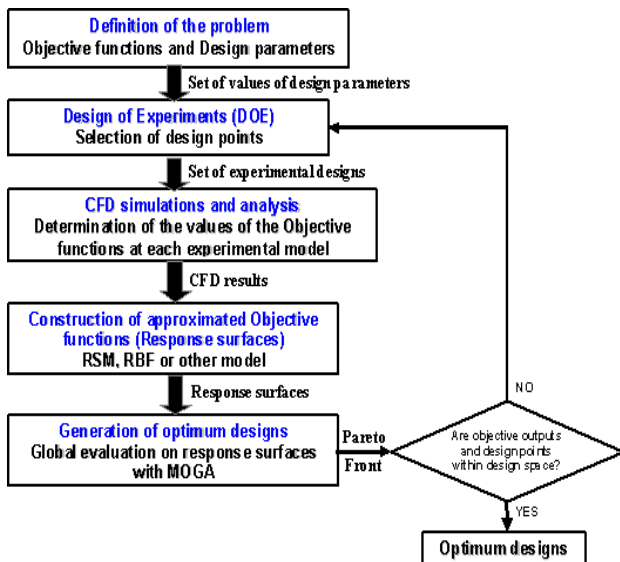 Definition of the problem
Objective functions and Design parameters
Set of values of design parameters
Design of Experiments (DOE)
Selection of design points
Set of experimental designs
CFD simulations and analysis
Determination of the values of the Objective
functions at each experimental model
CFD results
Construction of approximated Objective
functions (Response surfaces)
RSM, RBF or other model
Response surfaces
Generation of optimum designs
Global evaluation on response surfaces
with MOGA
Pareto
Front
Are objective outputs
and design points
within design space?
NO
YES
Optimum designs